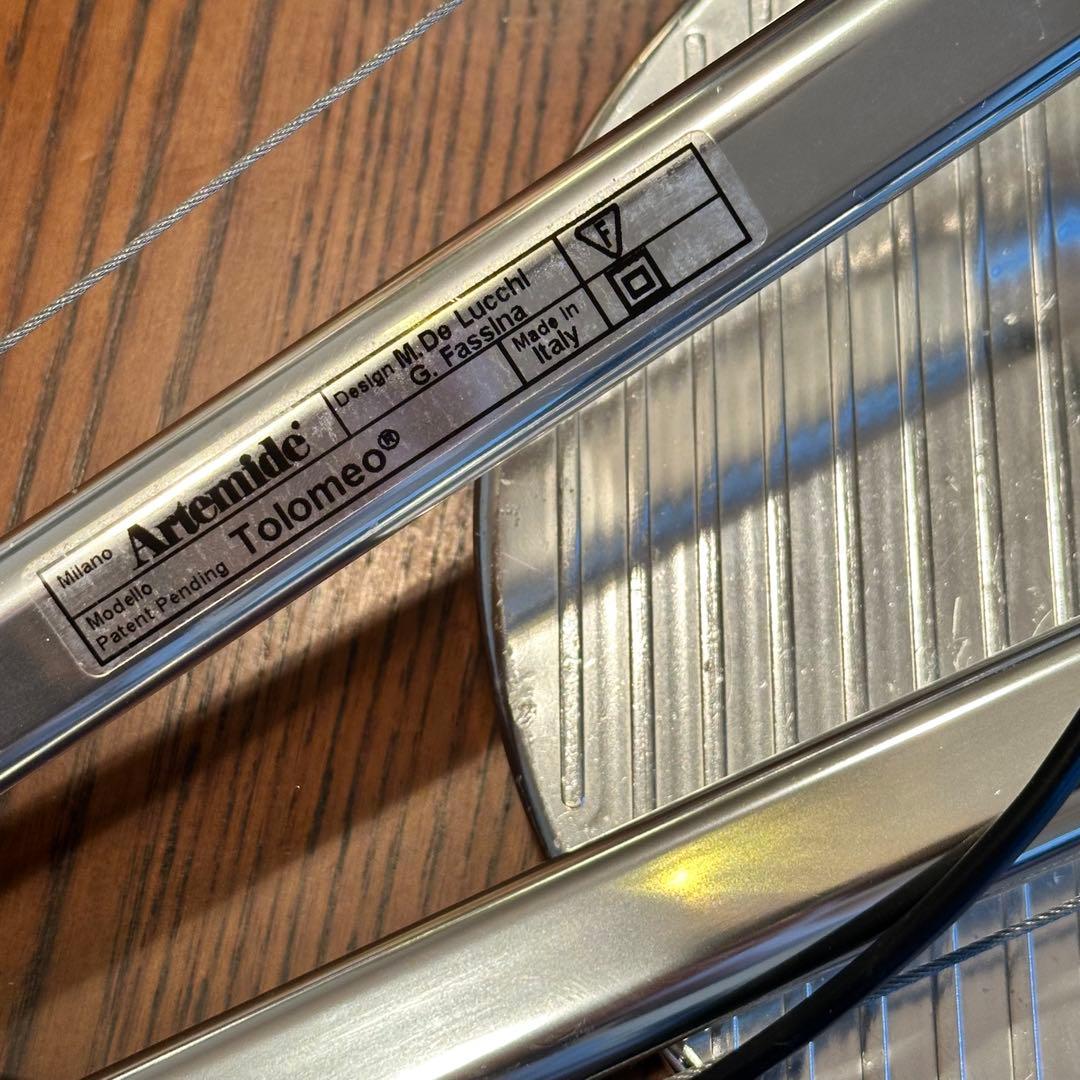 Milano Artemide®
Modello
Patent Pending Tolomeo®
Design M.De Lucchi
G. Fassina
Made in
Italy
F